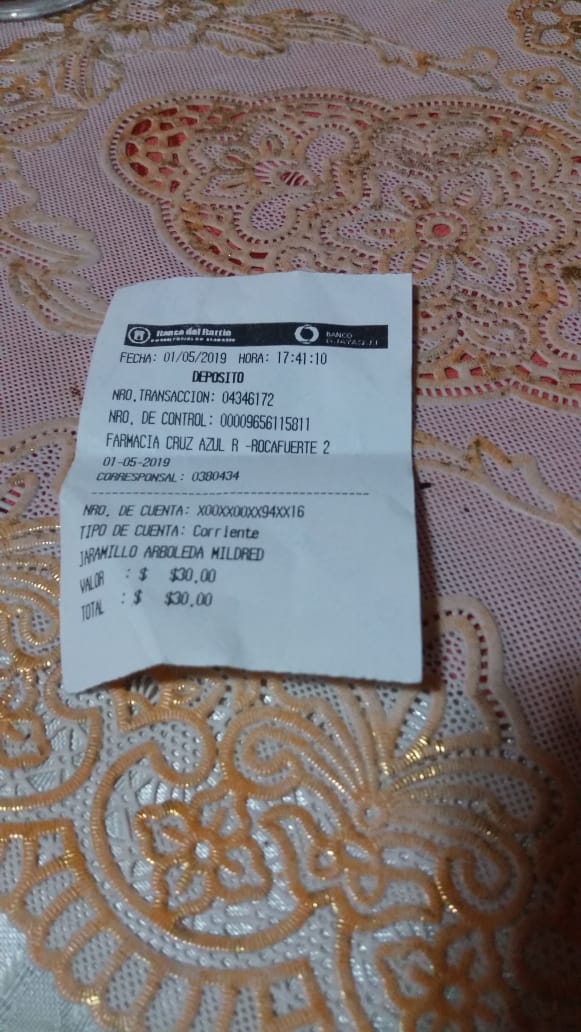 Banco del Barrio
BANCO
GUAYAQUIL
FECHA: 01/05/2019 HORA: 17:41:10
DEPOSITO
NRO.TRANSACCION: 04346172
NRO. DE CONTROL: 00009656115811
FARMACIA CRUZ AZUL R -ROCAFUERTE 2
01-05-2019
CORRESPONSAL: 0380434
NRO. DE CUENTA: X00XX00XX94XX16
TIPO DE CUENTA: Corriente
JARAMILLO ARBOLEDA MILDRED
VALOR : $ $30.00
TOTAL : $ $30.00